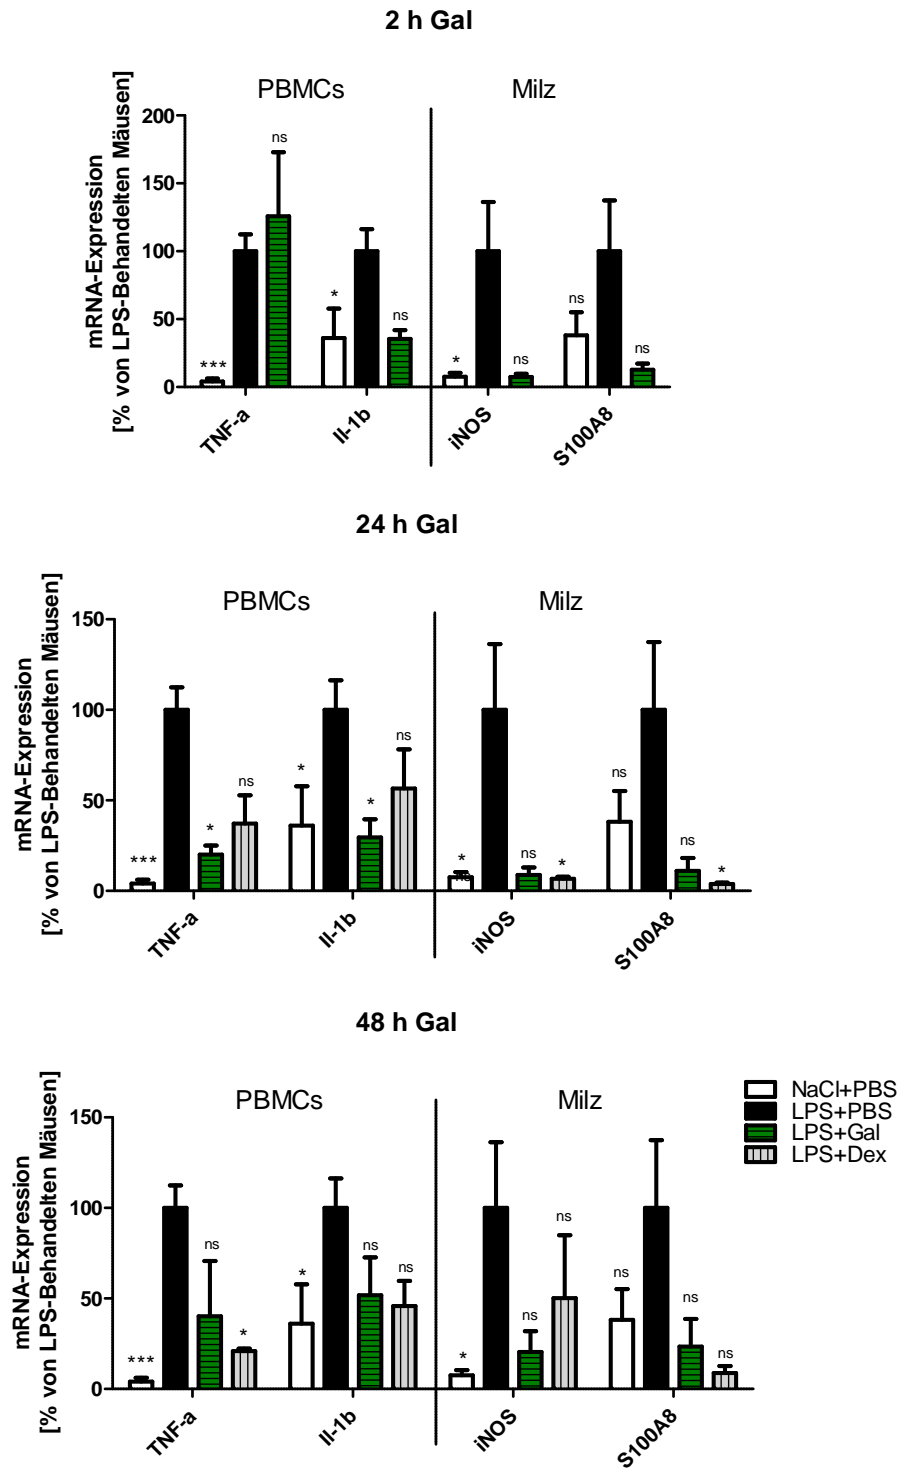 2 h Gal
PBMCs Milz
mRNA-Expression
[% von LPS-Behandelten Mäusen]
200
150
100
50
0
*** ns * ns * ns ns ns
TNF-a Il-1b iNOS S100A8
24 h Gal
PBMCs Milz
mRNA-Expression
[% von LPS-Behandelten Mäusen]
150
100
50
0
*** * ns * * ns * ns * ns ns *
TNF-a Il-1b iNOS S100A8
48 h Gal
PBMCs Milz
mRNA-Expression
[% von LPS-Behandelten Mäusen]
150
100
50
0
*** ns * * ns ns * ns ns ns ns ns
TNF-a Il-1b iNOS S100A8
NaCl+PBS
LPS+PBS
LPS+Gal
LPS+Dex